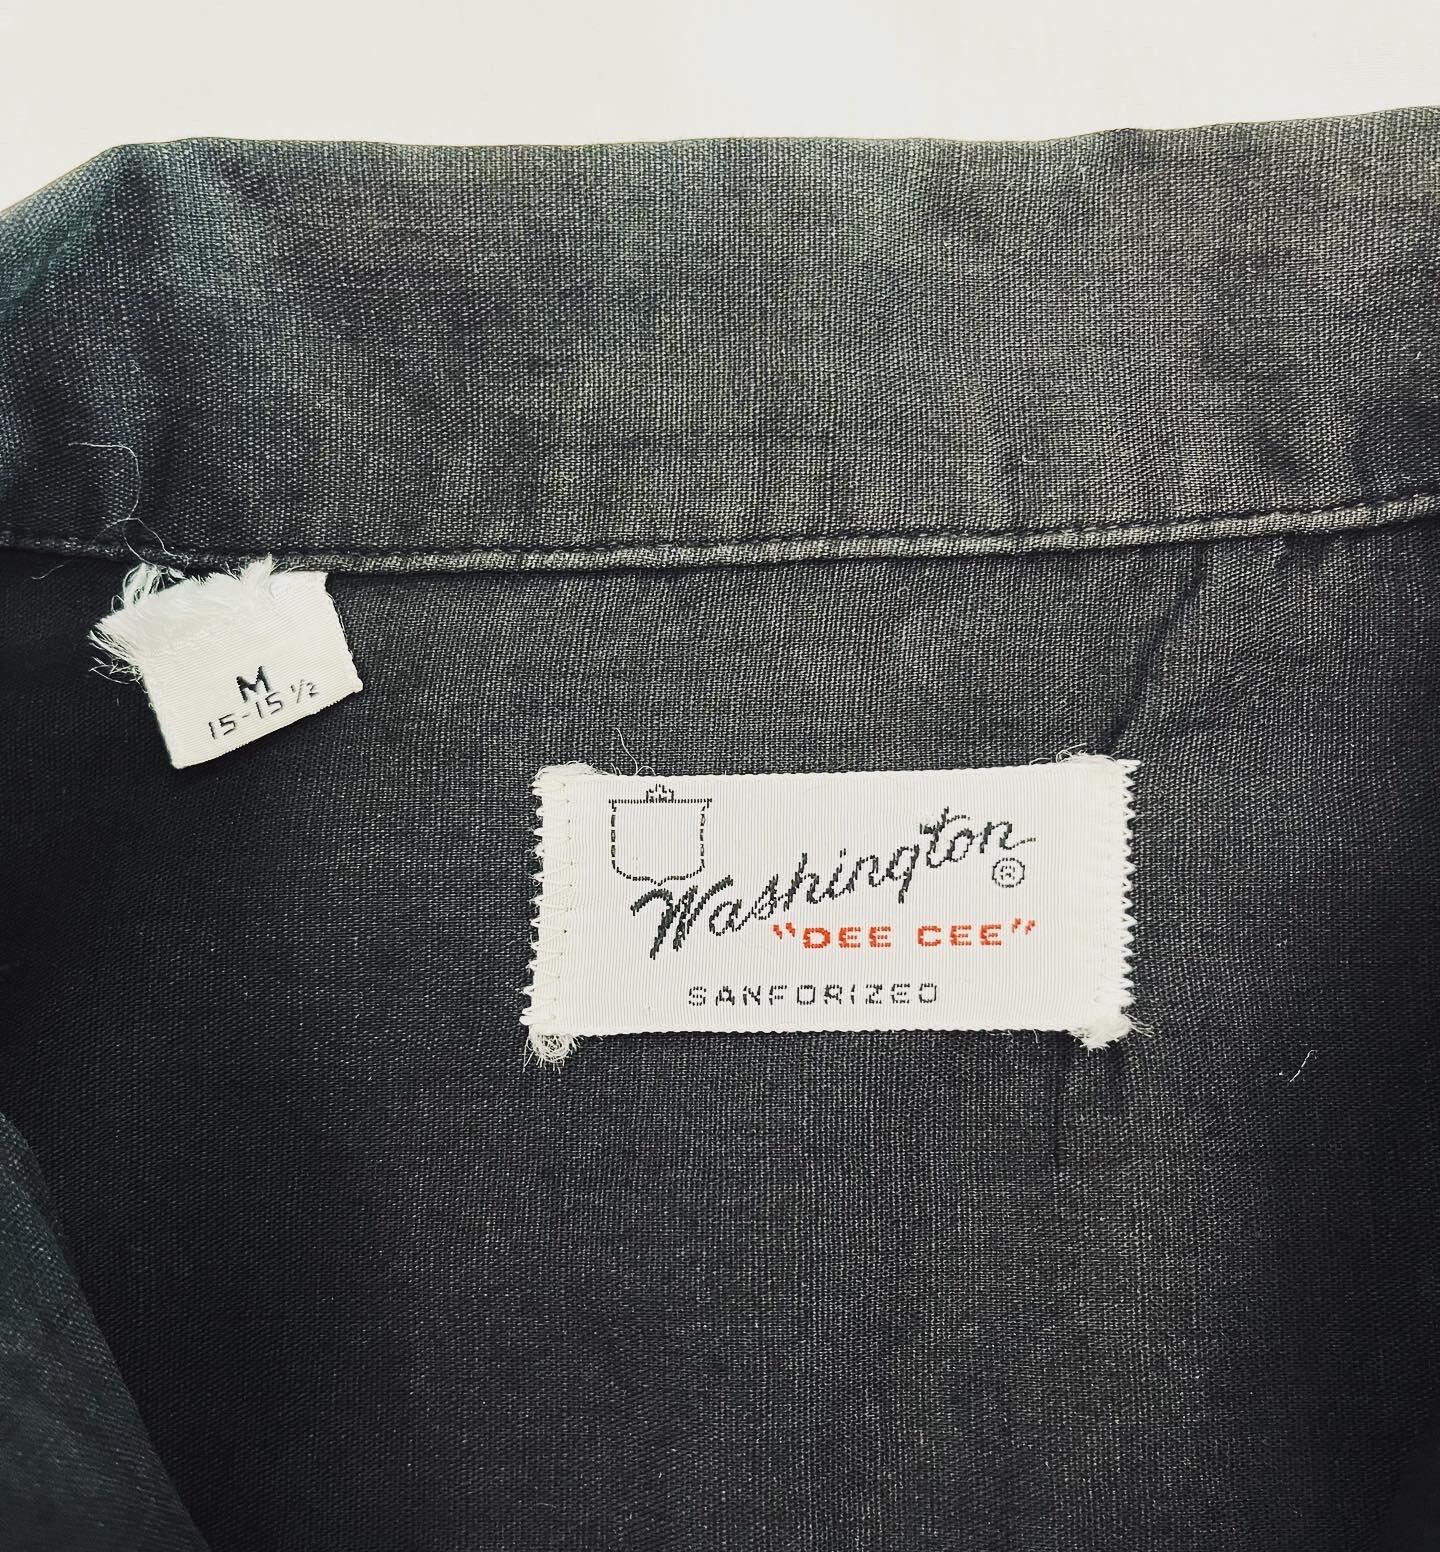 M
15-15 ½
Washington ®
"DEE CEE"
SANFORIZED